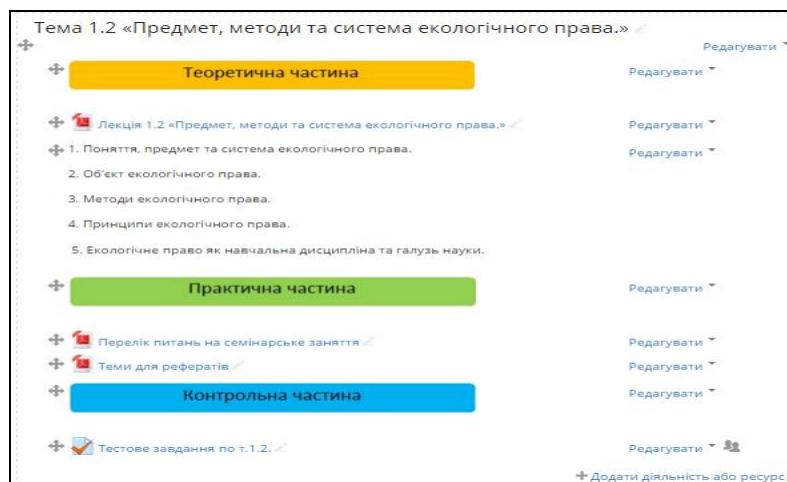 Тема 1.2 «Предмет, методи та система екологічного права.»
Редагувати
Теоретична частина Редагувати
Лекція 1.2 «Предмет, методи та система екологічного права.» Редагувати
1. Поняття, предмет та система екологічного права. Редагувати
2. Об'єкт екологічного права.
3. Методи екологічного права.
4. Принципи екологічного права.
5. Екологічне право як навчальна дисципліна та галузь науки.
Практична частина Редагувати
Перелік питань на семінарське заняття Редагувати
Теми для рефератів Редагувати
Контрольна частина Редагувати
Тестове завдання по т.1.2. Редагувати
Додати діяльність або ресурс